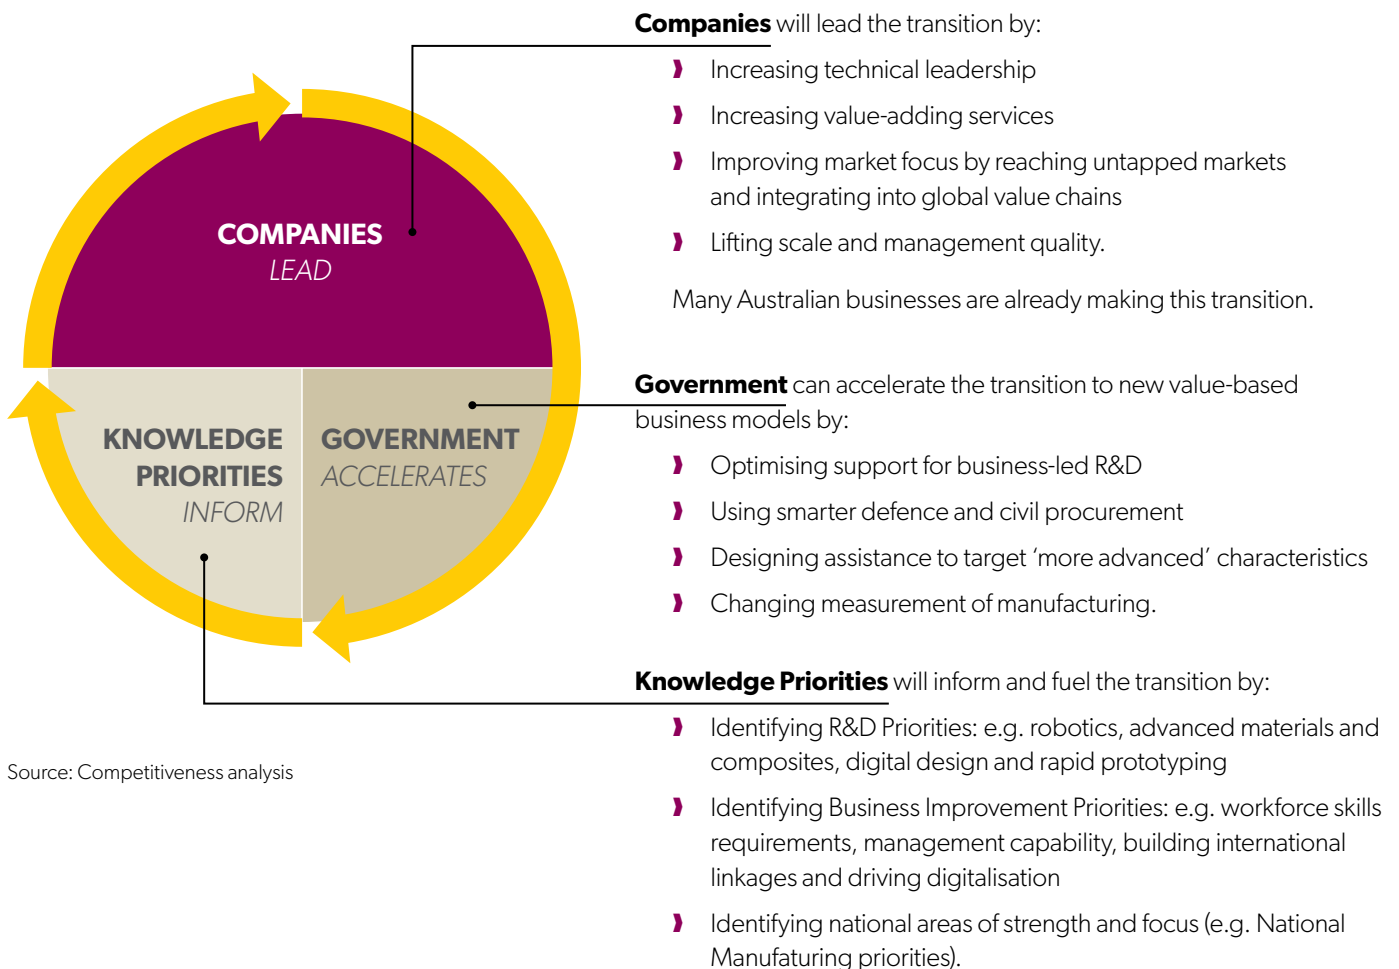 Companies will lead the transition by:
❱ Increasing technical leadership
❱ Increasing value-adding services
❱ Improving market focus by reaching untapped markets
and integrating into global value chains
❱ Lifting scale and management quality.
Many Australian businesses are already making this transition.
COMPANIES
LEAD
KNOWLEDGE
PRIORITIES
INFORM
GOVERNMENT
ACCELERATES
Government can accelerate the transition to new value-based
business models by:
❱ Optimising support for business-led R&D
❱ Using smarter defence and civil procurement
❱ Designing assistance to target ‘more advanced’ characteristics
❱ Changing measurement of manufacturing.
Knowledge Priorities will inform and fuel the transition by:
❱ Identifying R&D Priorities: e.g. robotics, advanced materials and
composites, digital design and rapid prototyping
❱ Identifying Business Improvement Priorities: e.g. workforce skills
requirements, management capability, building international
linkages and driving digitalisation
❱ Identifying national areas of strength and focus (e.g. National
Manufaturing priorities).
Source: Competitiveness analysis